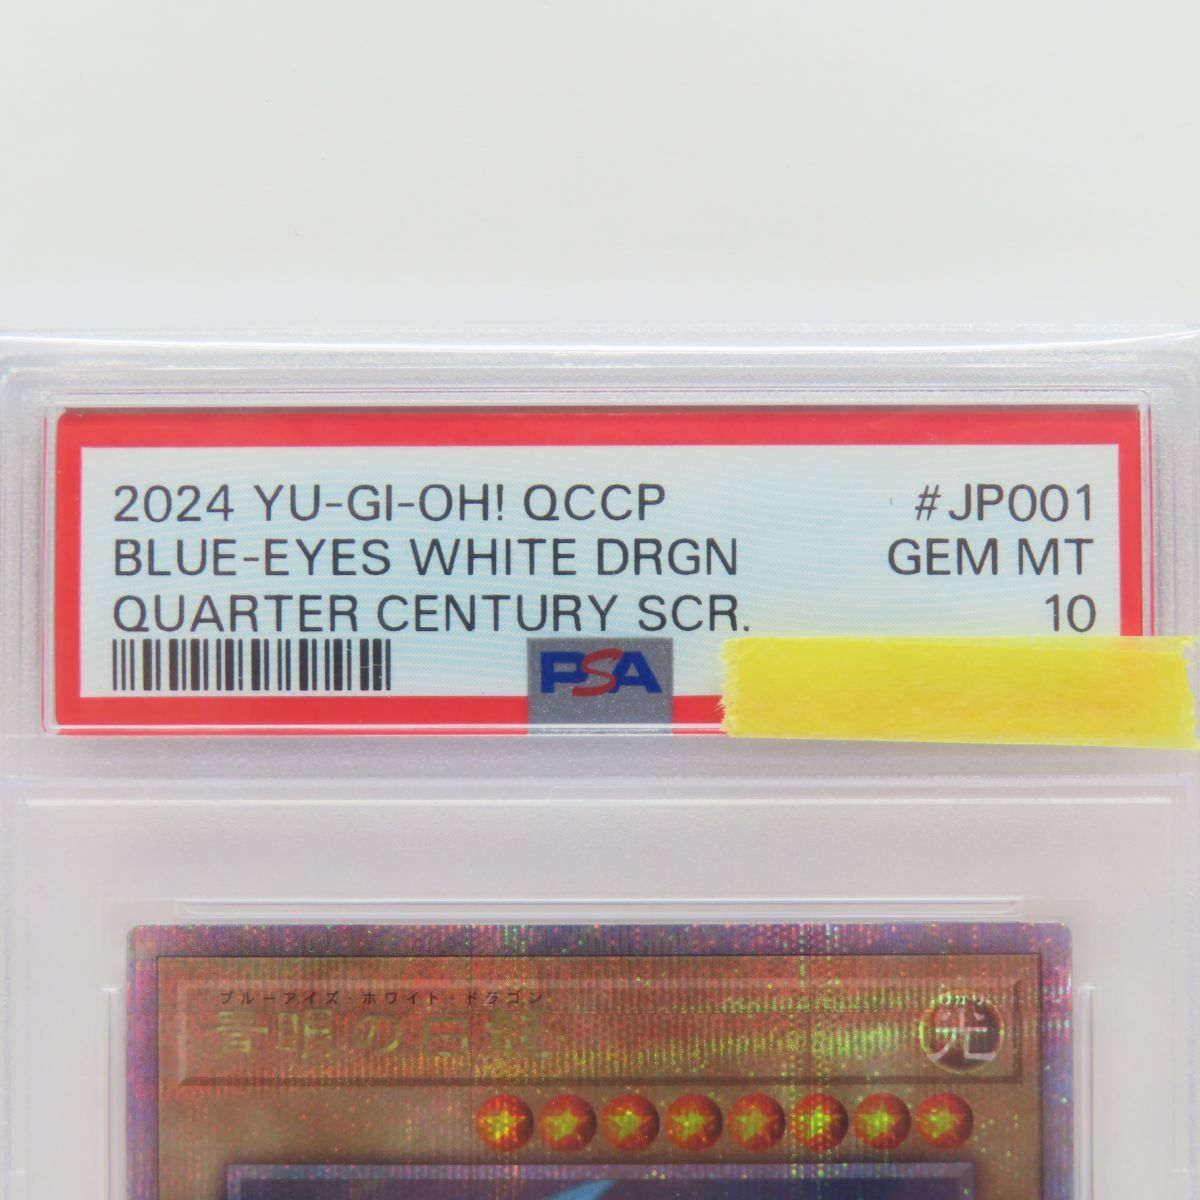 2024 YU-GI-OH! QCCP #JP001
BLUE-EYES WHITE DRGN GEM MT
QUARTER CENTURY SCR. 10
PSA
ブルーアイズ・ホワイト・ドラゴン
青眼の白龍
光